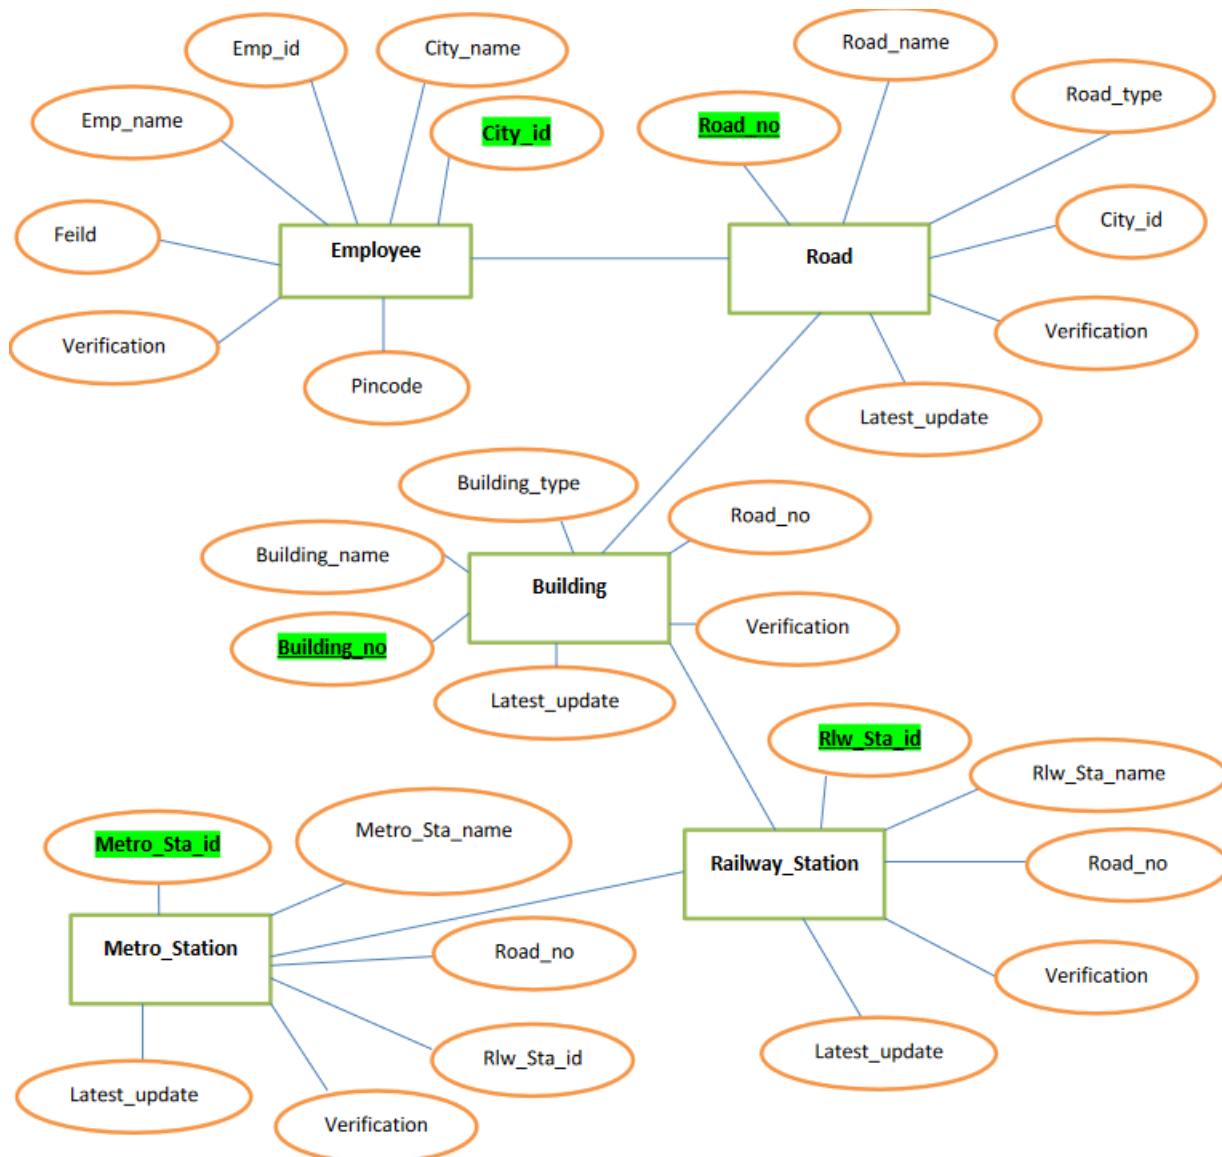 Emp_id
City_name
Emp_name
City_id
Feild
Employee
Verification
Pincode
Road_name
Road_type
Road_no
City_id
Road
Verification
Latest_update
Building_type
Road_no
Building_name
Building
Verification
Building_no
Latest_update
Rlw_Sta_id
Rlw_Sta_name
Railway_Station
Road_no
Verification
Latest_update
Metro_Sta_name
Metro_Sta_id
Metro_Station
Road_no
Rlw_Sta_id
Latest_update
Verification